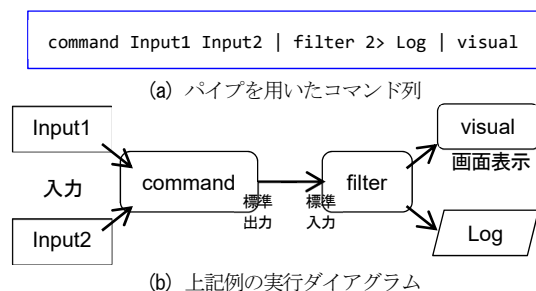 command Input1 Input2 | filter 2> Log | visual
(a) パイプを用いたコマンド列
Input1
visual
入力
command
標準
出力
標準
入力
filter
画面表示
Input2
Log
(b) 上記例の実行ダイアグラム